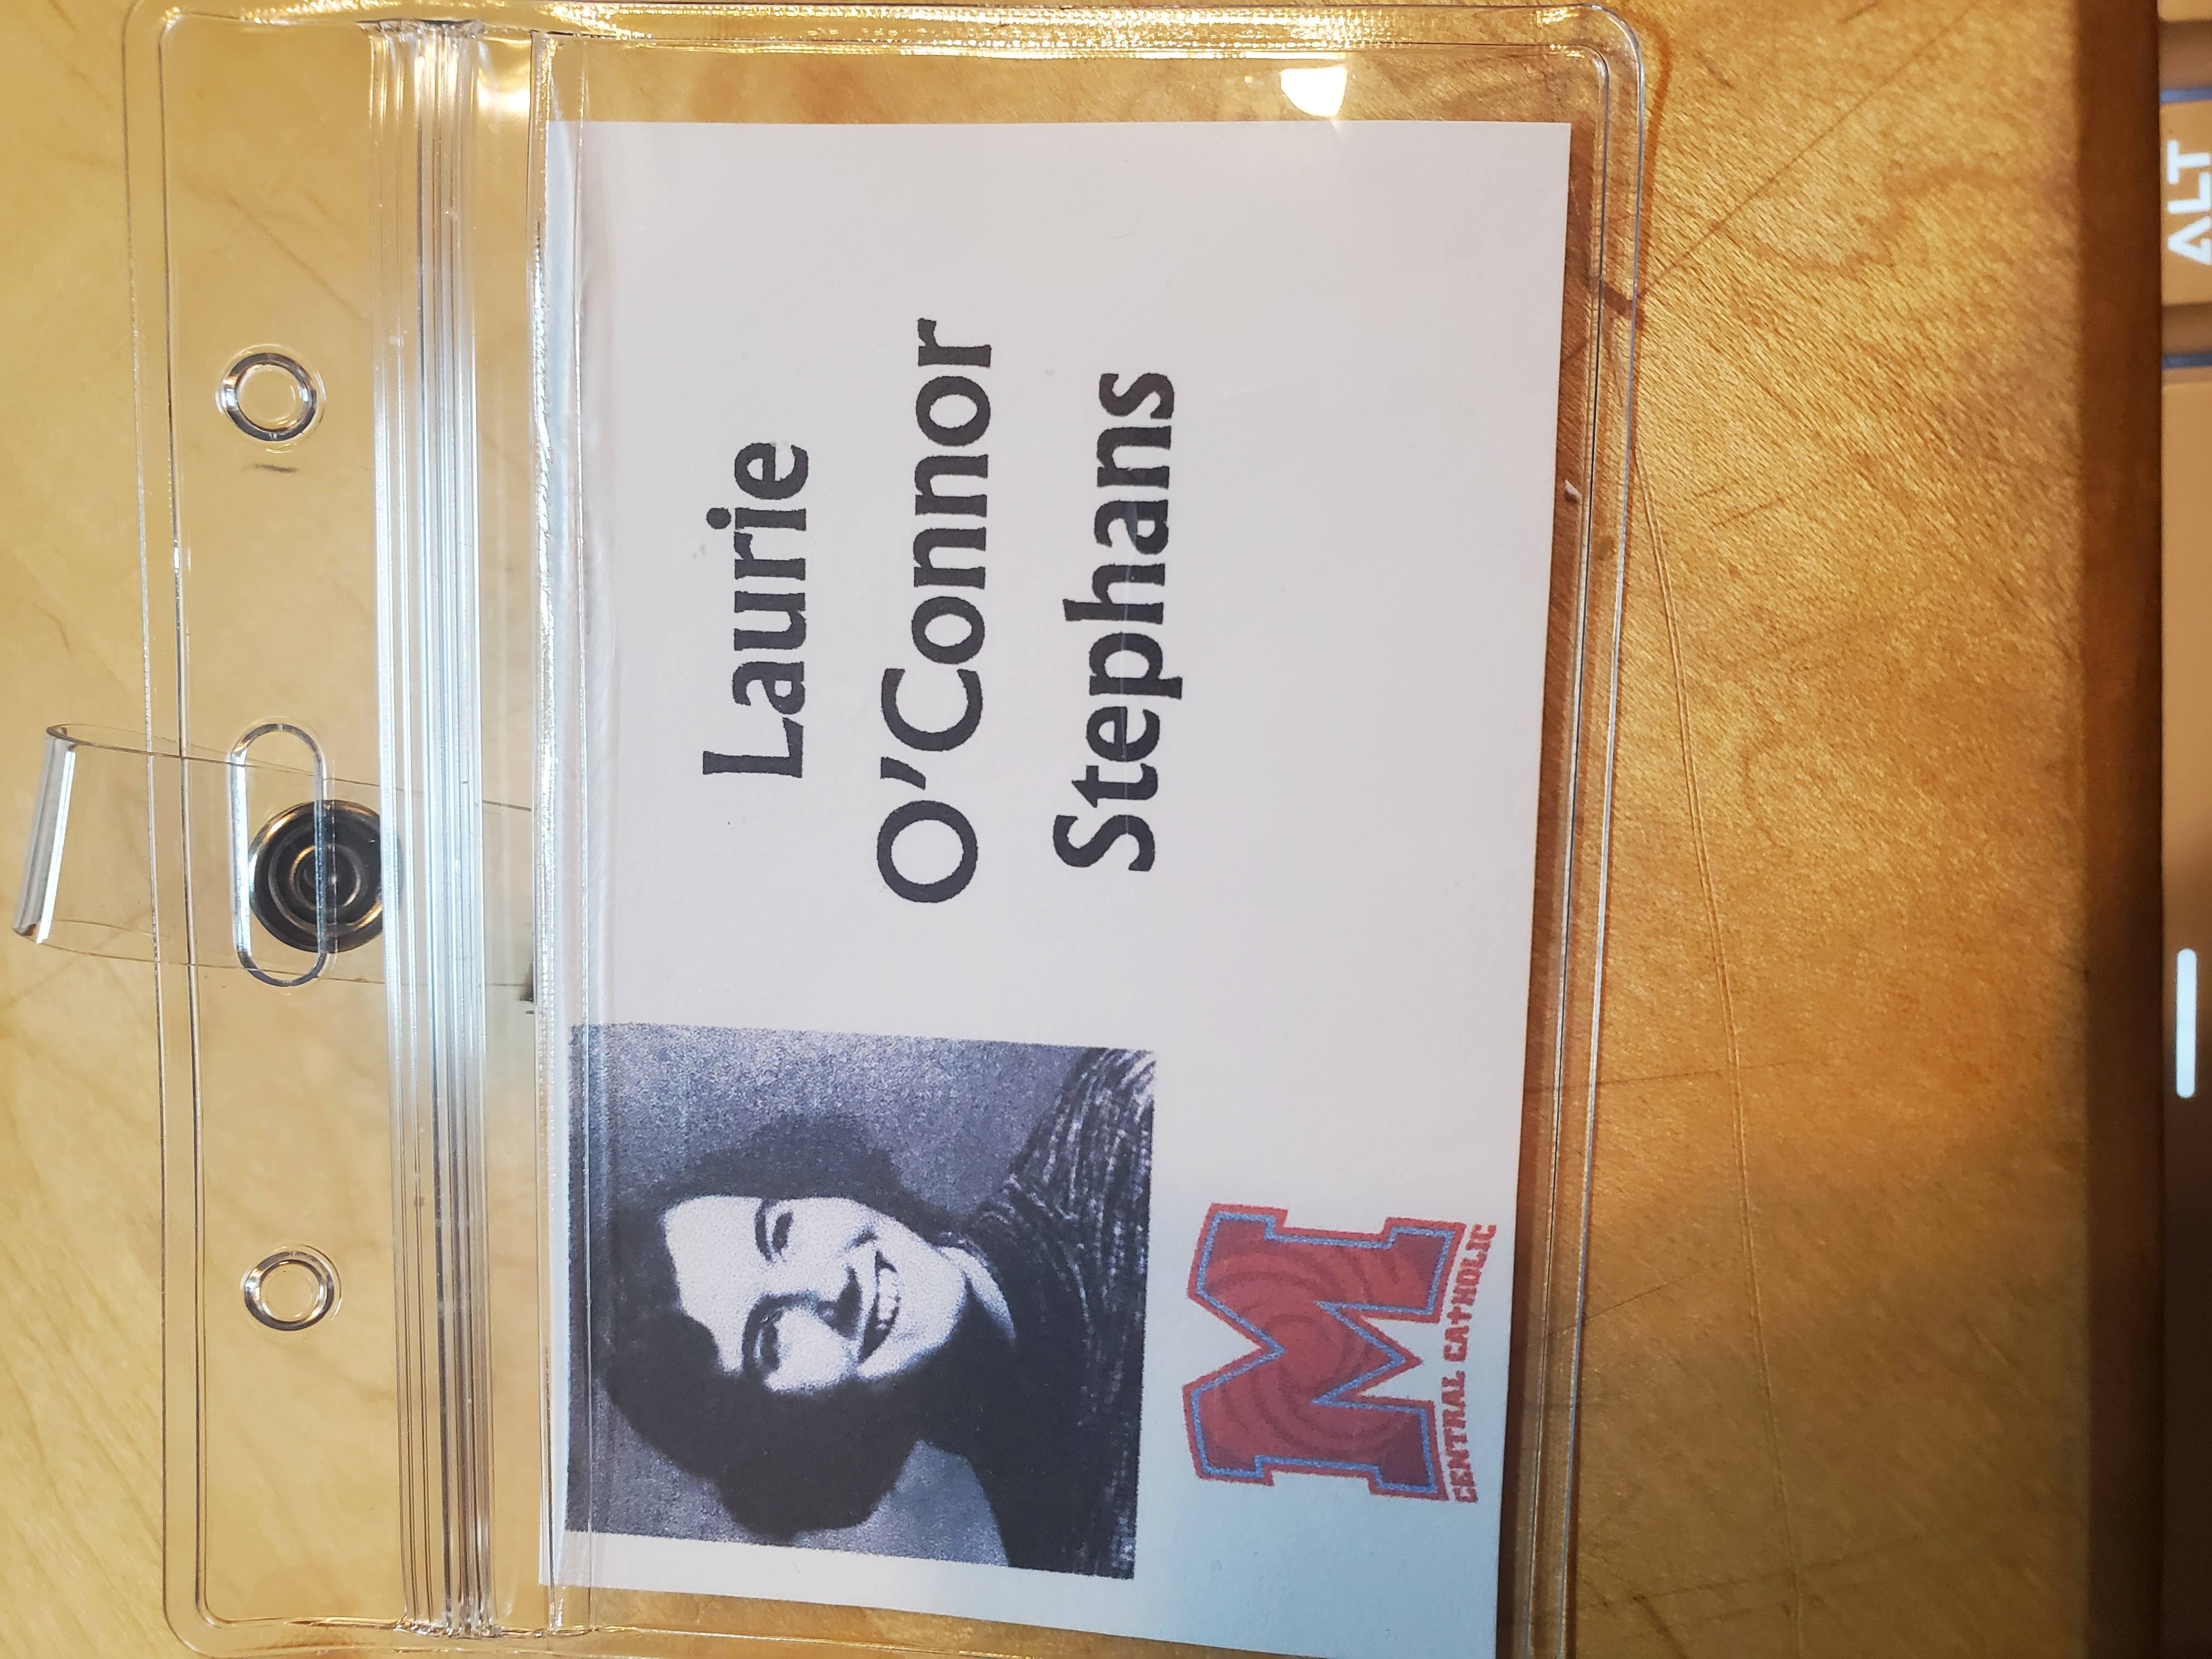 Laurie
O'Connor
Stephans
M
CENTRAL CATHOLIC
ALT